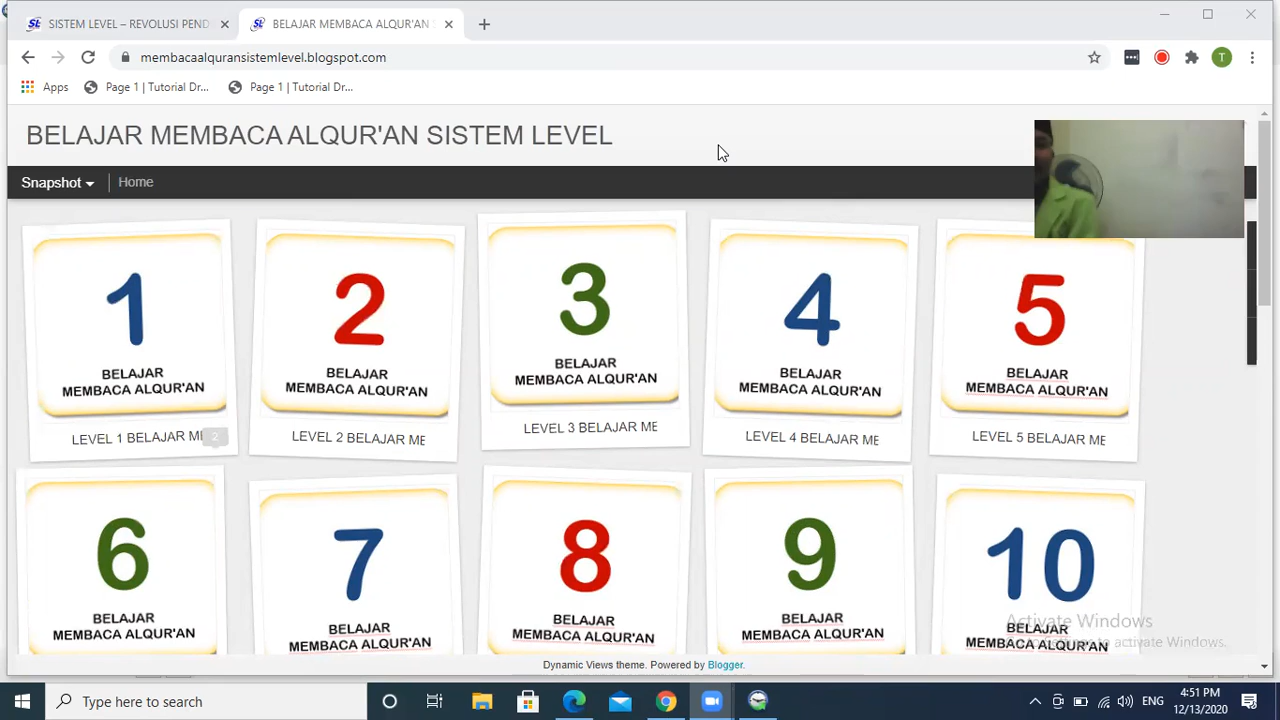 SISTEM LEVEL – REVOLUSI PEND
BELAJAR MEMBACA ALQUR'AN S
membacaalquransistemlevel.blogspot.com
T
Apps
Page 1 | Tutorial Dr...
Page 1 | Tutorial Dr...
BELAJAR MEMBACA ALQUR'AN SISTEM LEVEL
Snapshot
Home
1
BELAJAR
MEMBACA ALQUR'AN
LEVEL 1 BELAJAR ME
2
2
BELAJAR
MEMBACA ALQUR'AN
LEVEL 2 BELAJAR ME
3
BELAJAR
MEMBACA ALQUR'AN
LEVEL 3 BELAJAR ME
4
BELAJAR
MEMBACA ALQUR'AN
LEVEL 4 BELAJAR ME
5
BELAJAR
MEMBACA ALQUR'AN
LEVEL 5 BELAJAR ME
6
BELAJAR
MEMBACA ALQUR'AN
7
BELAJAR
MEMBACA ALQUR'AN
8
BELAJAR
MEMBACA ALQUR'AN
9
BELAJAR
MEMBACA ALQUR'AN
10
BELAJAR
MEMBACA ALQUR'AN
Activate Windows
to activate Windows.
Dynamic Views theme. Powered by Blogger.
Type here to search
ENG
4:51 PM
12/13/2020